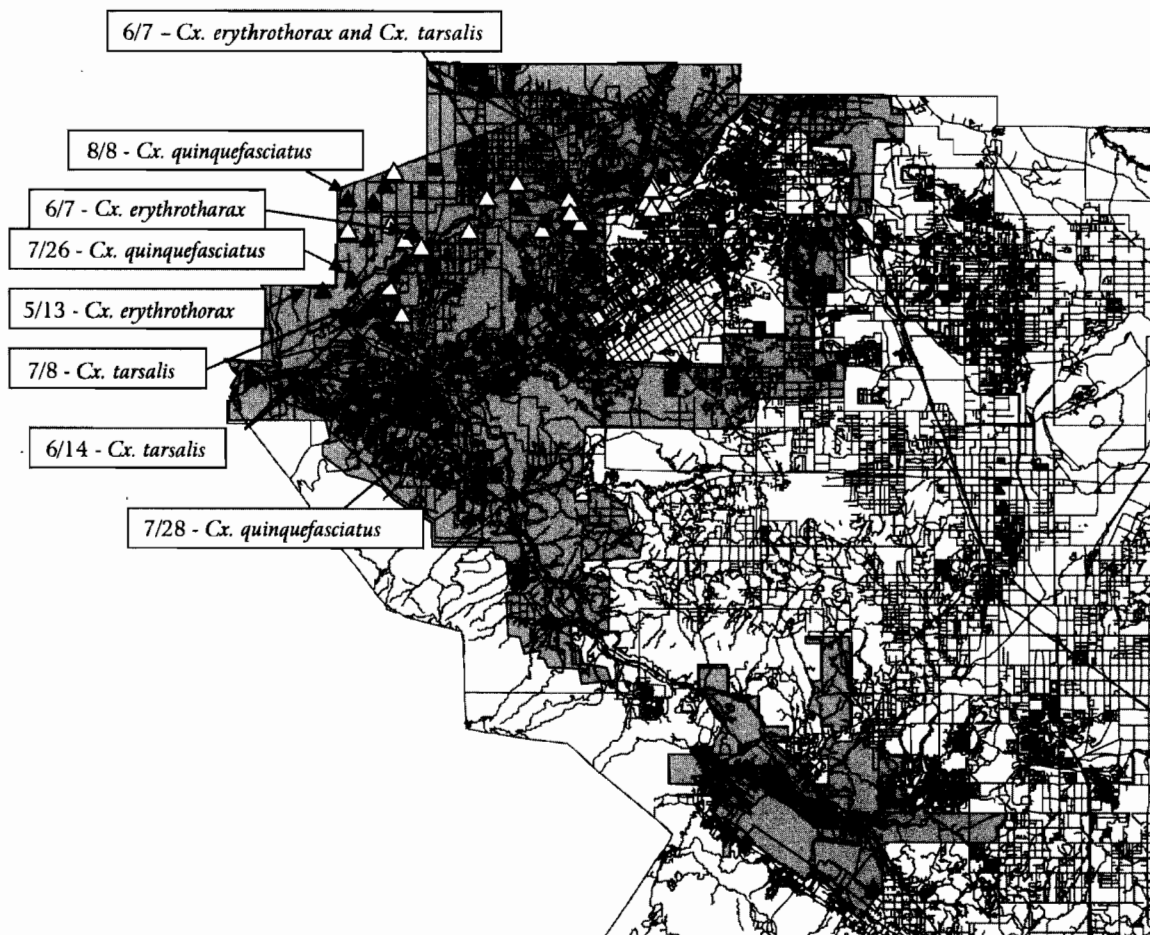 6/7 – Cx. erythrothorax and Cx. tarsalis
8/8 - Cx. quinquefasciatus
6/7 - Cx. erythrotharax
7/26 - Cx. quinquefasciatus
5/13 - Cx. erythrothorax
7/8 - Cx. tarsalis
6/14 - Cx. tarsalis
7/28 - Cx. quinquefasciatus